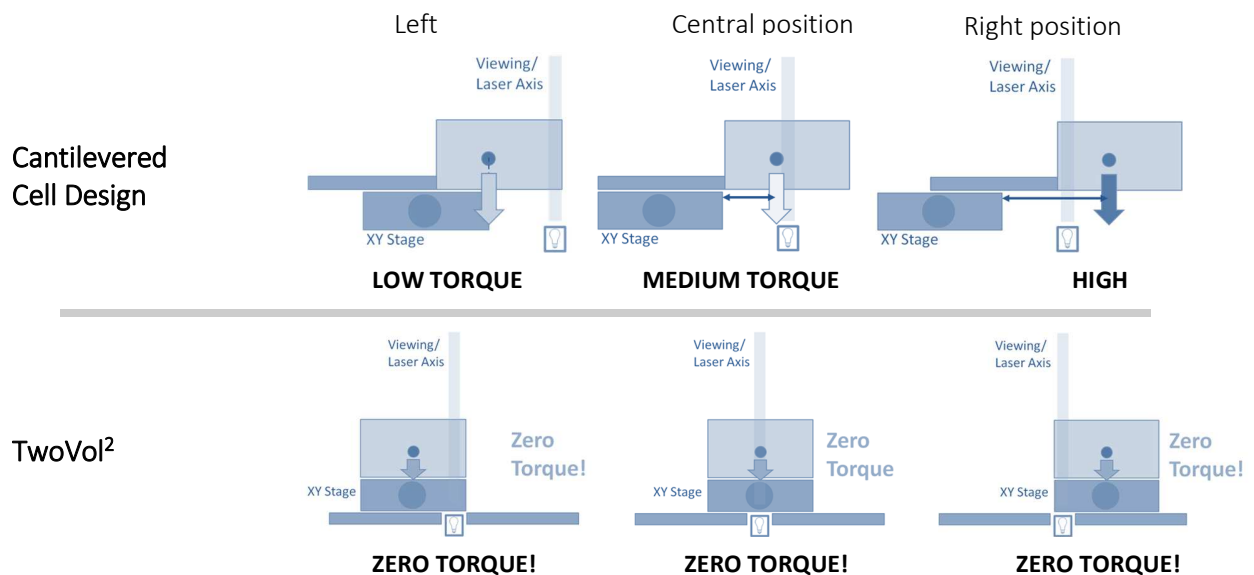 Left
Central position
Right position
Viewing/
Laser Axis
Viewing/
Laser Axis
Viewing/
Laser Axis
Cantilevered
Cell Design
XY Stage
XY Stage
XY Stage
LOW TORQUE
MEDIUM TORQUE
HIGH
Viewing/
Laser Axis
Viewing/
Laser Axis
Viewing/
Laser Axis
TwoVol²
Zero
Torque!
Zero
Torque
Zero
Torque!
XY Stage
XY Stage
XY Stage
ZERO TORQUE!
ZERO TORQUE!
ZERO TORQUE!